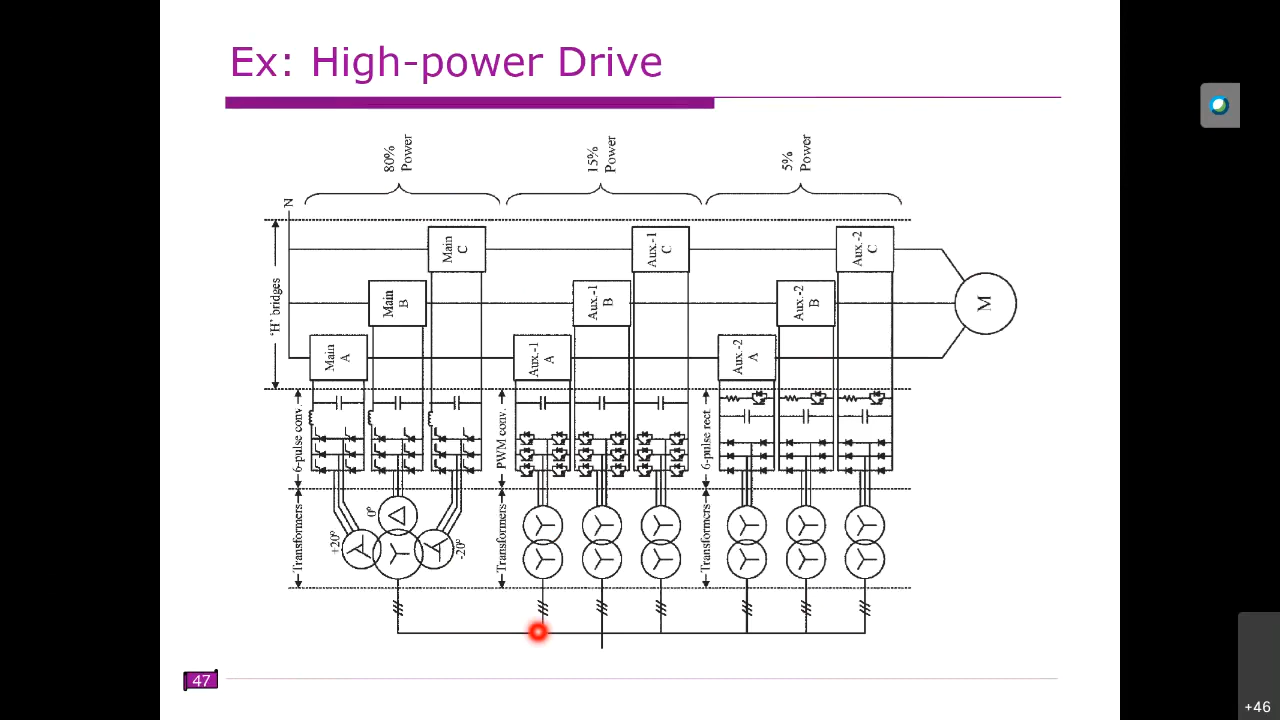 Ex: High-power Drive
80%
Power
15%
Power
5%
Power
N
'H' bridges
Main
C
Aux.-1
C
Aux.-2
C
Main
B
Aux.-1
B
Aux.-2
B
M
Main
A
Aux.-1
A
Aux.-2
A
6-pulse conv.
PWM conv.
6-pulse rect.
Transformers
+20°
0°
-20°
Transformers
Transformers
47
+46